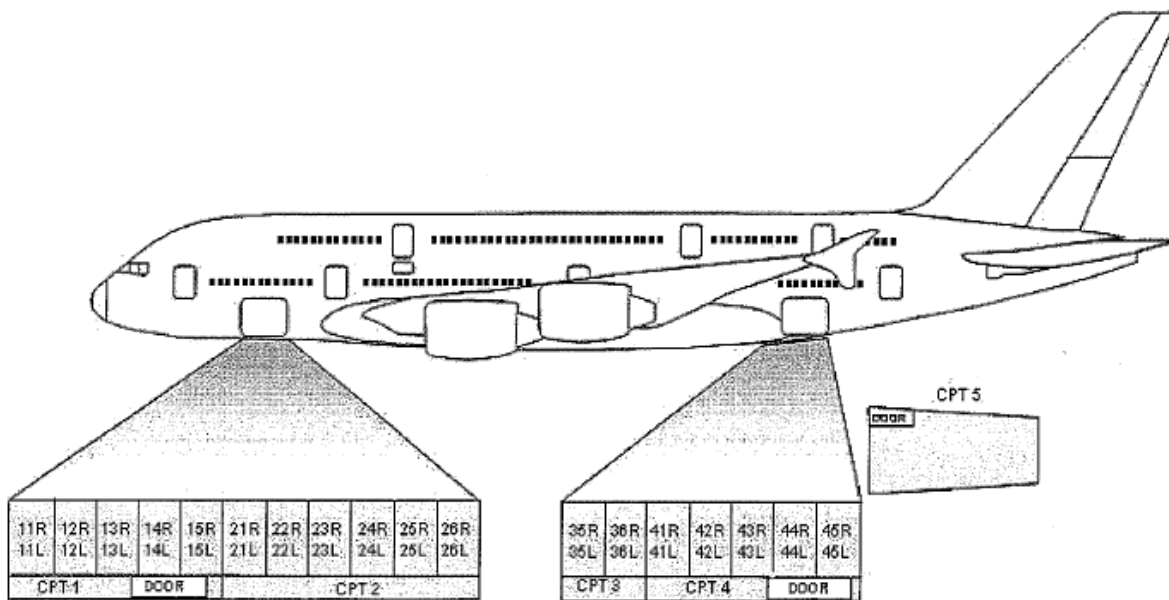 CPT 5
DOOR
11R 12R 13R 14R 15R 21R 22R 23R 24R 25R 26R
11L 12L 13L 14L 15L 21L 22L 23L 24L 25L 26L
CPT 1 DOOR CPT 2
35R 36R 41R 42R 43R 44R 45R
35L 36L 41L 42L 43L 44L 45L
CPT 3 CPT 4 DOOR